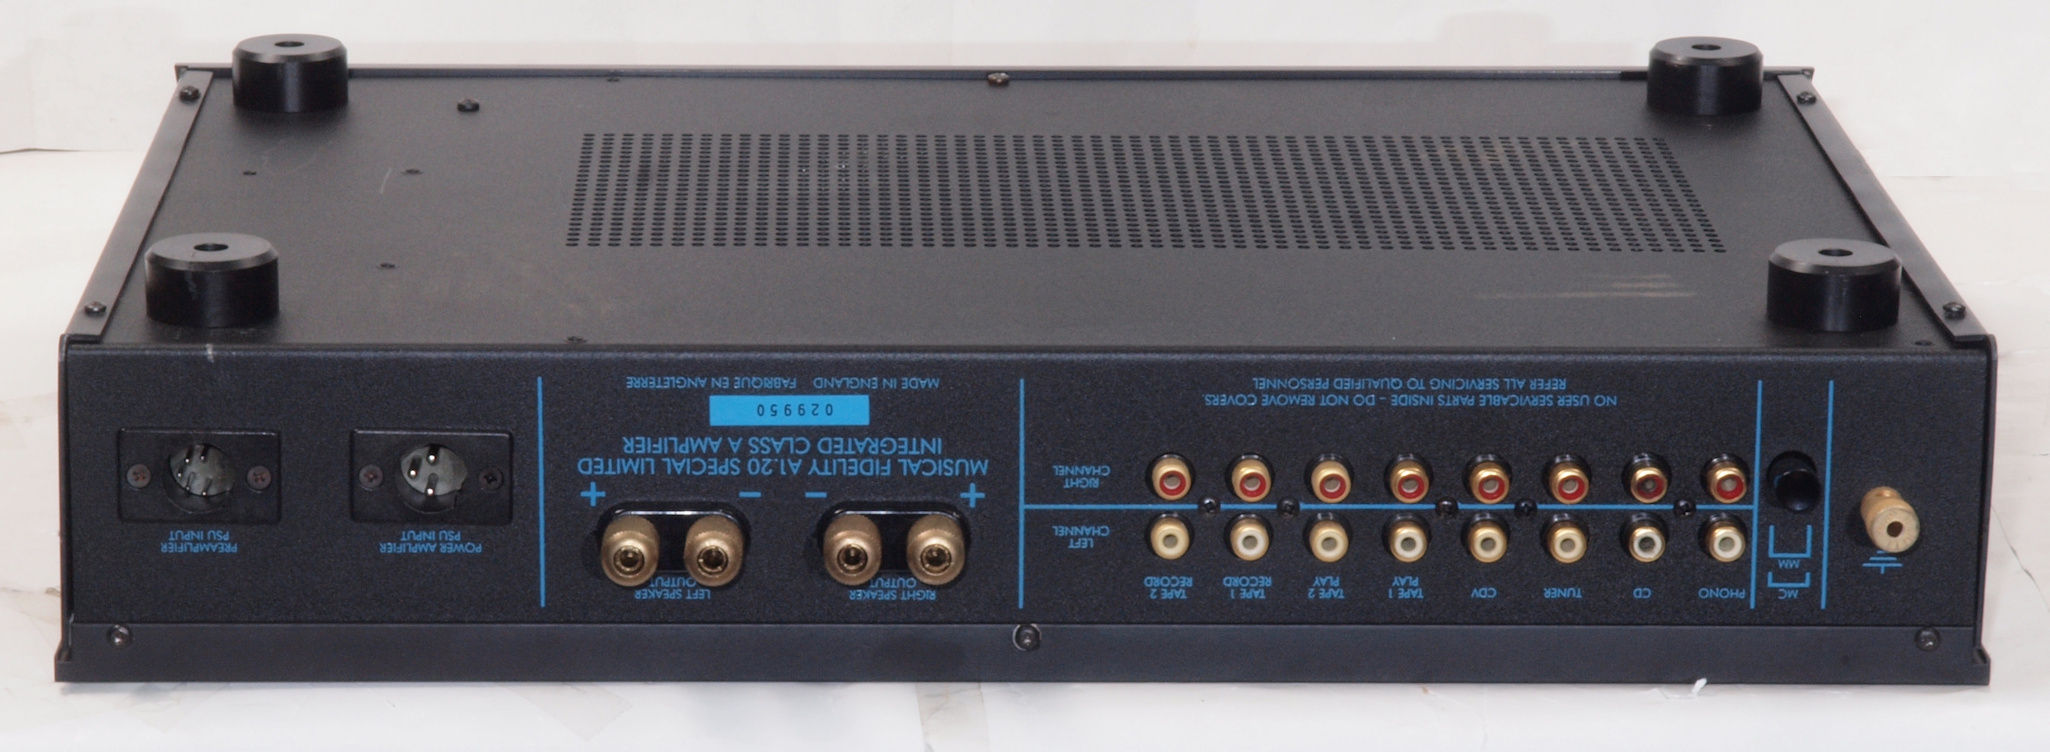 PHONO
CD
TUNER
CDV
TAPE 1
PLAY
TAPE 2
PLAY
TAPE 1
RECORD
TAPE 2
RECORD
MC
MM
LEFT
CHANNEL
RIGHT
CHANNEL
NO USER SERVICABLE PARTS INSIDE - DO NOT REMOVE COVERS.
REFER ALL SERVICING TO QUALIFIED PERSONNEL
RIGHT SPEAKER
OUTPUT
LEFT SPEAKER
OUTPUT
+ - - +
MUSICAL FIDELITY A1.20 SPECIAL LIMITED
INTEGRATED CLASS A AMPLIFIER
029950
MADE IN ENGLAND FABRIQUE EN ANGLETERRE
POWER AMPLIFIER
PSU INPUT
PREAMPLIFIER
PSU INPUT